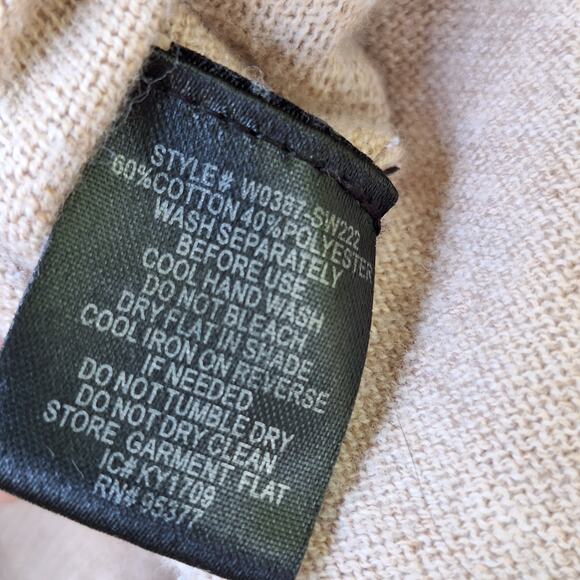 STYLE# W0367-SW222
60%COTTON 40%POLYESTER
WASH SEPARATELY
BEFORE USE
COOL HAND WASH
DO NOT BLEACH
DRY FLAT IN SHADE
COOL IRON ON REVERSE
IF NEEDED
DO NOT TUMBLE DRY
DO NOT DRY CLEAN
STORE GARMENT FLAT
IC# KY1709
RN# 95377